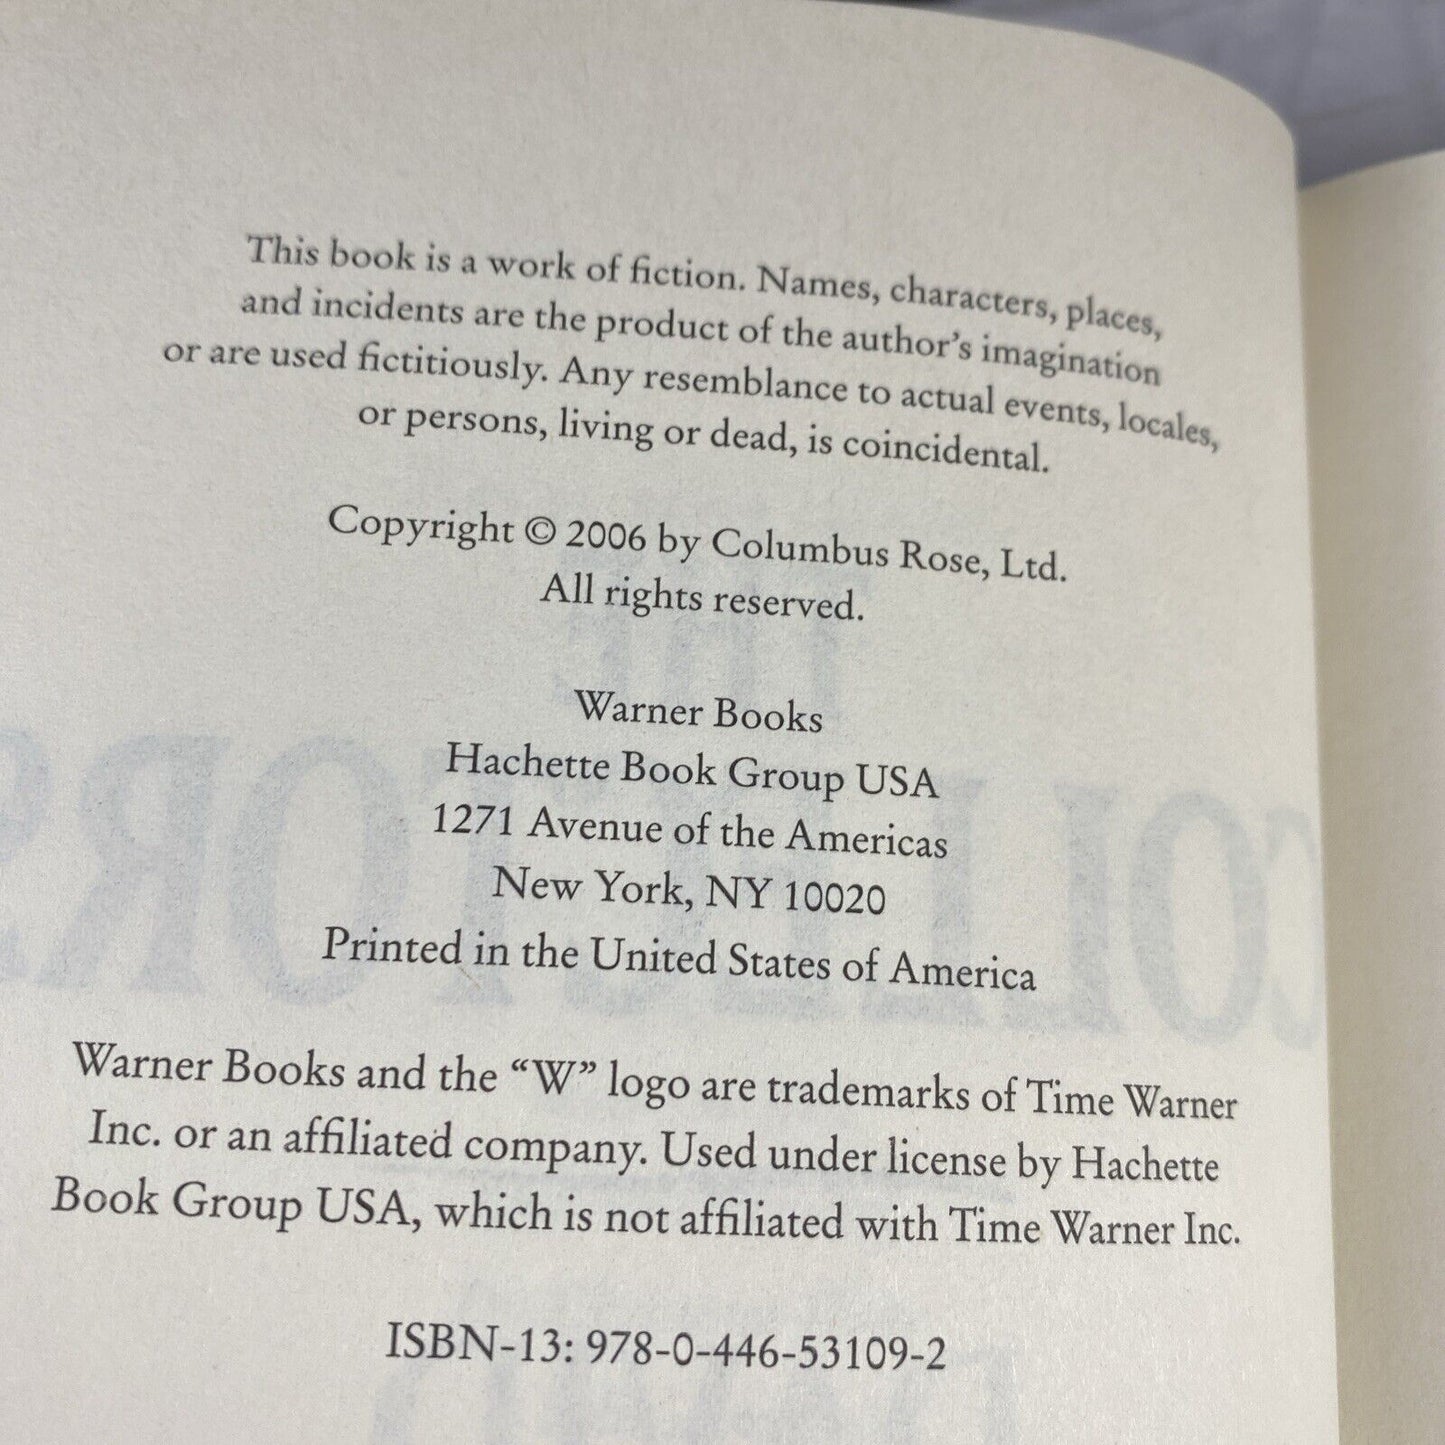 This book is a work of fiction. Names, characters, places,
and incidents are the product of the author's imagination
or are used fictitiously. Any resemblance to actual events, locales,
or persons, living or dead, is coincidental.
Copyright © 2006 by Columbus Rose, Ltd.
All rights reserved.
Warner Books
Hachette Book Group USA
1271 Avenue of the Americas
New York, NY 10020
Printed in the United States of America
Warner Books and the “W” logo are trademarks of Time Warner
Inc. or an affiliated company. Used under license by Hachette
Book Group USA, which is not affiliated with Time Warner Inc.
ISBN-13: 978-0-446-53109-2